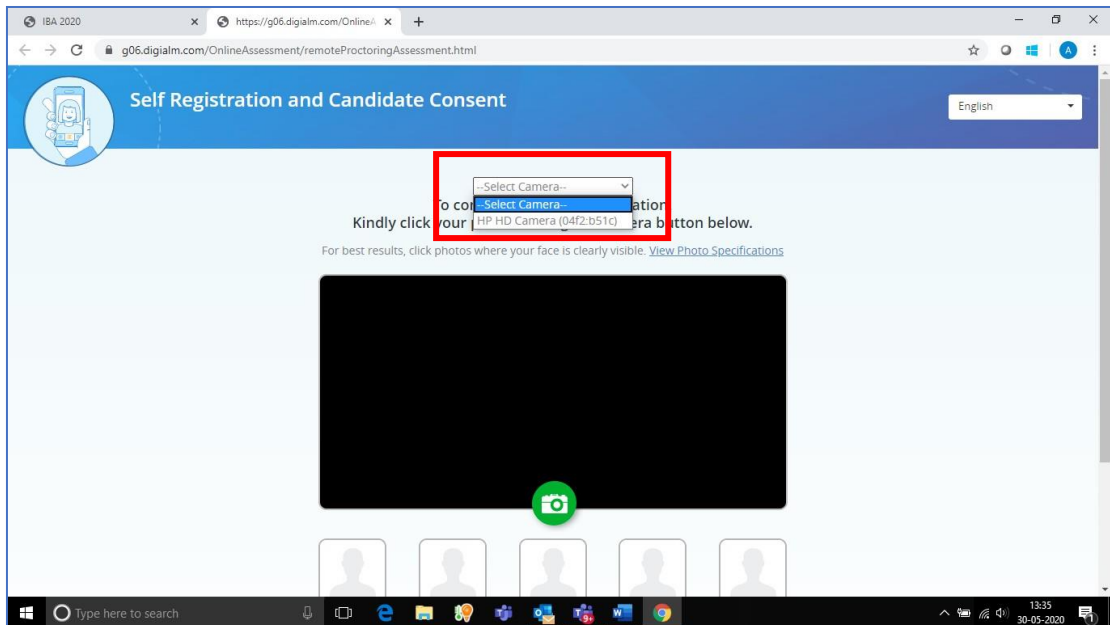 IBA 2020
https://g06.digialm.com/OnlineA
g06.digialm.com/OnlineAssessment/remoteProctoringAssessment.html
A
Self Registration and Candidate Consent
English
--Select Camera--
--Select Camera--
HP HD Camera (04f2:b51c)
To ation
Kindly click your button below.
For best results, click photos where your face is clearly visible. View Photo Specifications
Type here to search
9+
13:35
30-05-2020
1